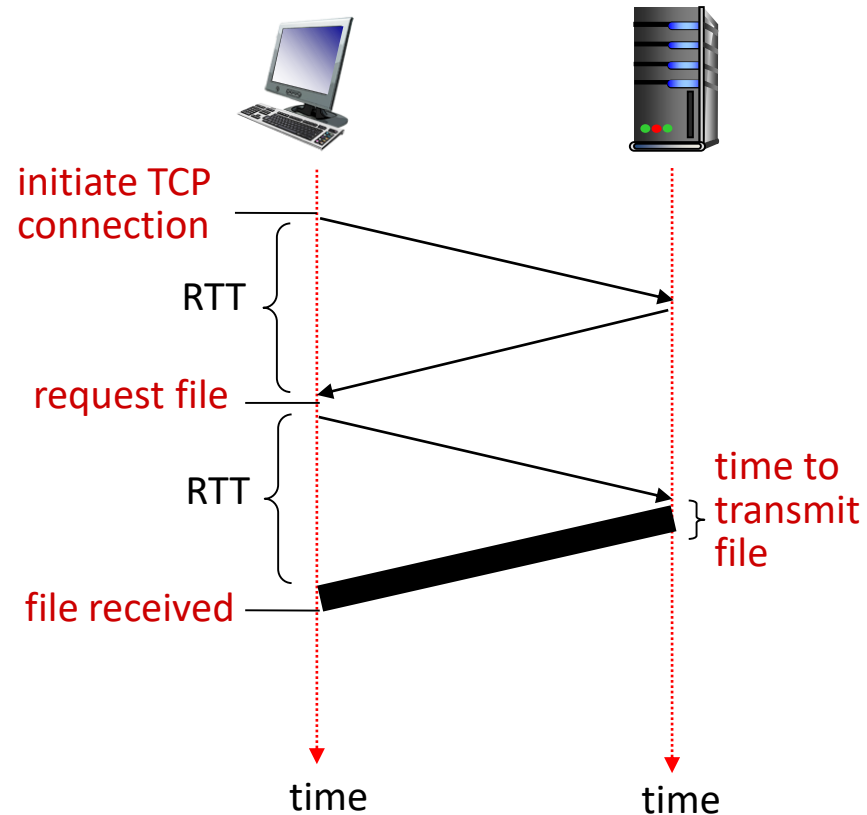 initiate TCP
connection
RTT
request file
RTT
time to
transmit
file
file received
time
time